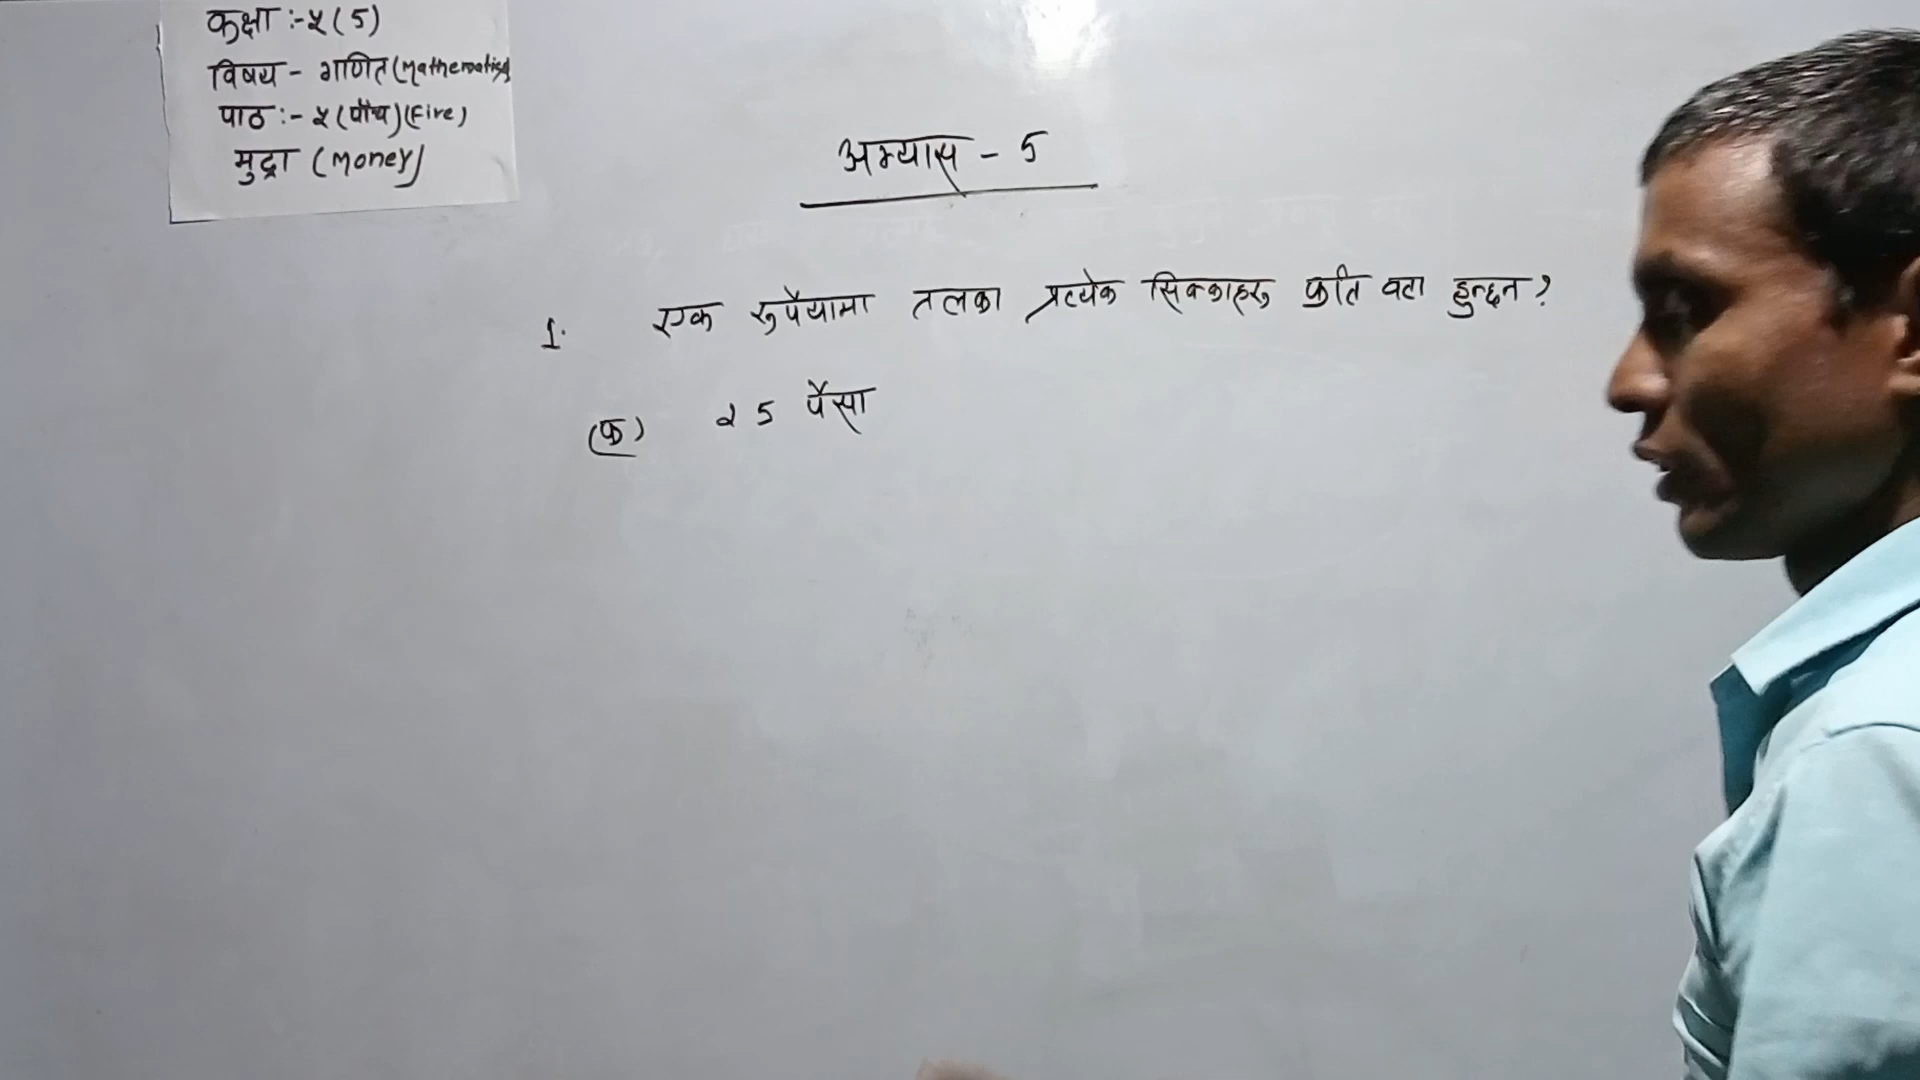 कक्षा :- ५ (5)
विषय - गणित (Mathematics)
पाठ :- ५ (पाँच) (Five)
मुद्रा (Money)
अभ्यास - 5
1. एक रुपैयामा तलका प्रत्येक सिक्काहरु कति वटा हुन्छन ?
(क) २5 पैसा